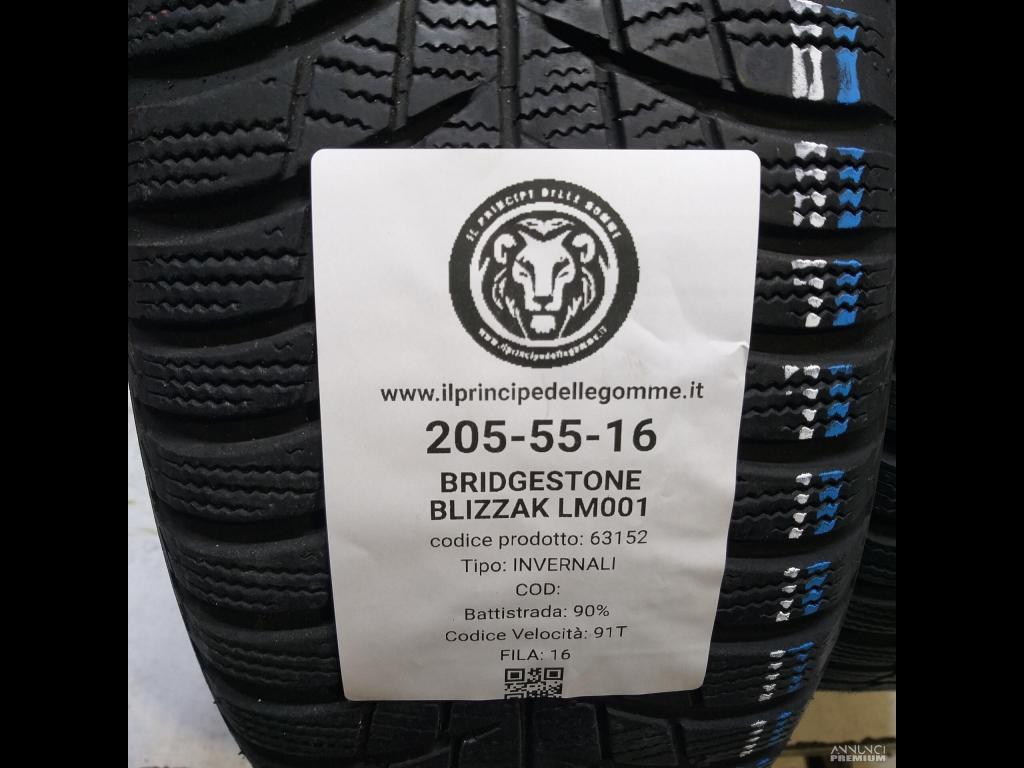 IL PRINCIPE DELLE GOMME
www.ilprincipedellegomme.it
www.ilprincipedellegomme.it
205-55-16
BRIDGESTONE
BLIZZAK LM001
codice prodotto: 63152
Tipo: INVERNALI
COD:
Battistrada: 90%
Codice Velocità: 91T
FILA: 16
ANNUNCI
PREMIUM